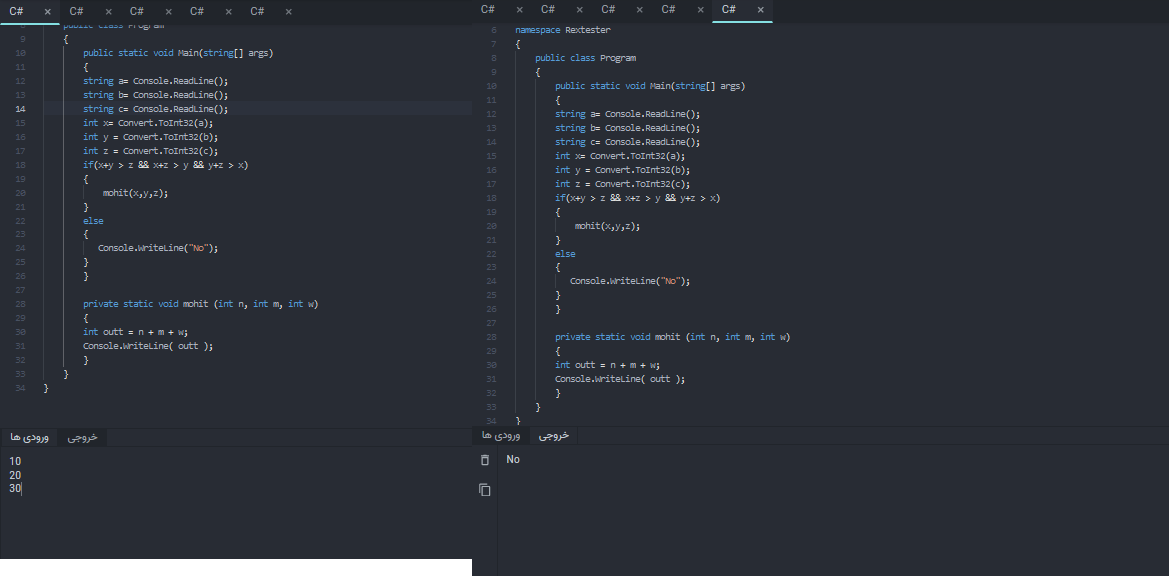 C# × C# × C# × C# × C# ×
8 public class Program
9 {
10 public static void Main(string[] args)
11 {
12 string a= Console.ReadLine();
13 string b= Console.ReadLine();
14 string c= Console.ReadLine();
15 int x= Convert.ToInt32(a);
16 int y = Convert.ToInt32(b);
17 int z = Convert.ToInt32(c);
18 if(x+y > z && x+z > y && y+z > x)
19 {
20 mohit(x,y,z);
21 }
22 else
23 {
24 Console.WriteLine("No");
25 }
26 }
27
28 private static void mohit (int n, int m, int w)
29 {
30 int outt = n + m + w;
31 Console.WriteLine( outt );
32 }
33 }
34 }
ورودی ها خروجی
10
20
30
C# × C# × C# × C# × C# ×
6 namespace Rextester
7 {
8 public class Program
9 {
10 public static void Main(string[] args)
11 {
12 string a= Console.ReadLine();
13 string b= Console.ReadLine();
14 string c= Console.ReadLine();
15 int x= Convert.ToInt32(a);
16 int y = Convert.ToInt32(b);
17 int z = Convert.ToInt32(c);
18 if(x+y > z && x+z > y && y+z > x)
19 {
20 mohit(x,y,z);
21 }
22 else
23 {
24 Console.WriteLine("No");
25 }
26 }
27
28 private static void mohit (int n, int m, int w)
29 {
30 int outt = n + m + w;
31 Console.WriteLine( outt );
32 }
33 }
34 }
ورودی ها خروجی
No